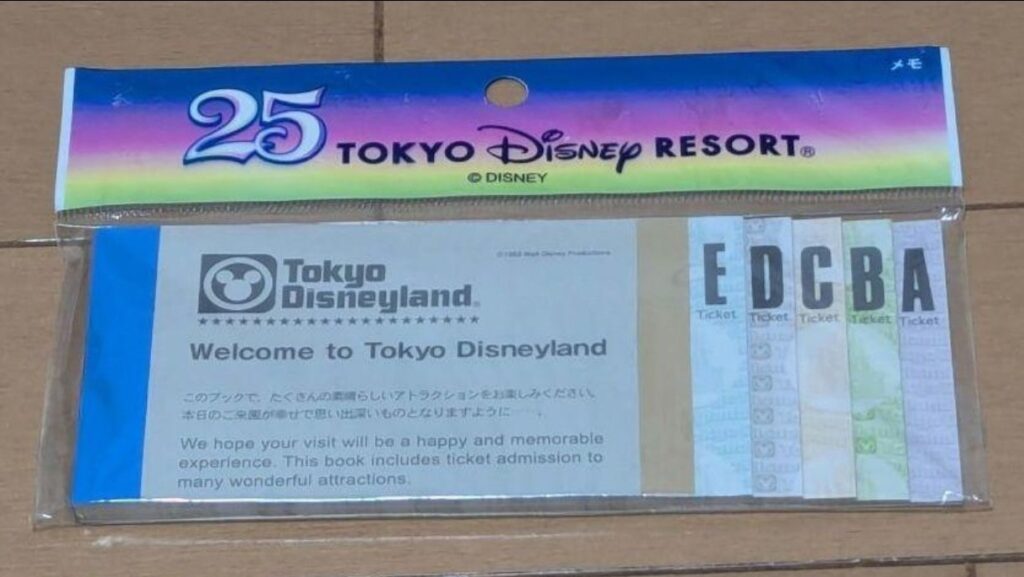 メモ
25 TOKYO DISNEY RESORT®
© DISNEY
©1983 Walt Disney Productions
Tokyo
Disneyland®
Welcome to Tokyo Disneyland
このブックで、たくさんの素晴らしいアトラクションをお楽しみください。
本日のご来園が幸せで思い出深いものとなりますように……。
We hope your visit will be a happy and memorable
experience. This book includes ticket admission to
many wonderful attractions.
E
Ticket
D
Ticket
C
Ticket
B
Ticket
A
Ticket